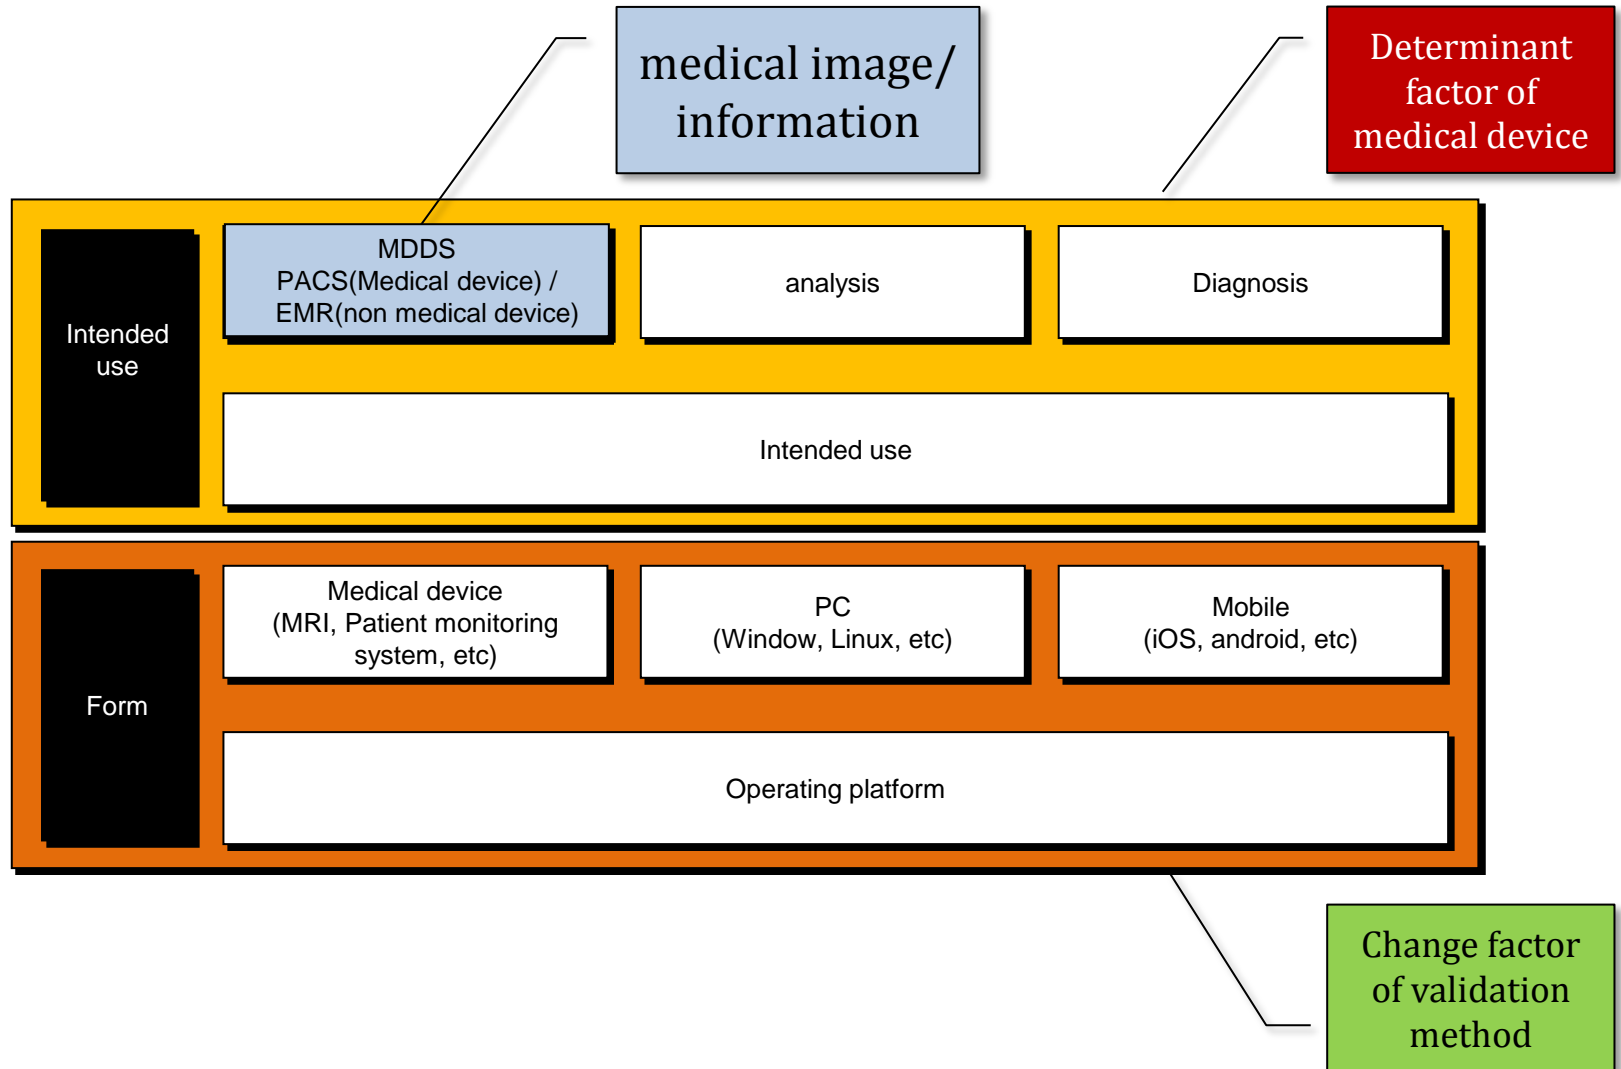 medical image/
information
Determinant
factor of
medical device
Intended
use
MDDS
PACS(Medical device) /
EMR(non medical device)
analysis
Diagnosis
Intended use
Form
Medical device
(MRI, Patient monitoring
system, etc)
PC
(Window, Linux, etc)
Mobile
(iOS, android, etc)
Operating platform
Change factor
of validation
method